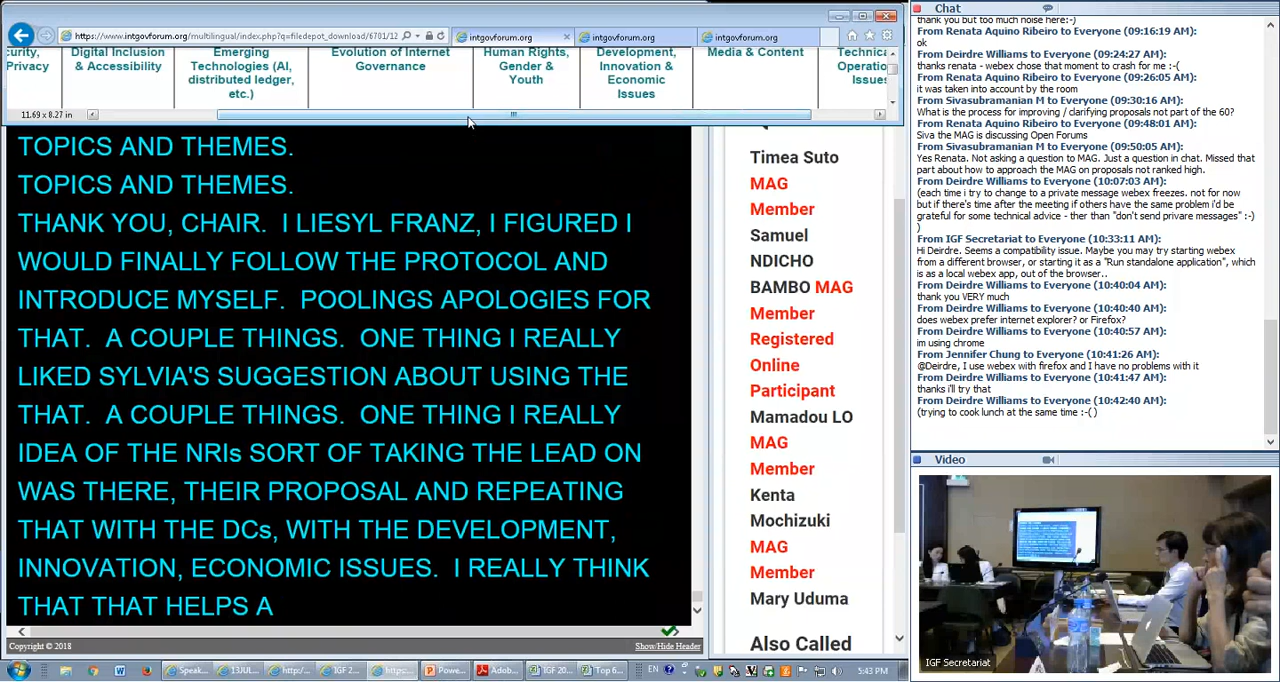 https://www.intgovforum.org/multilingual/index.php?q=filedepot_download/6701/12
intgovforum.org
intgovforum.org
intgovforum.org
curity, Privacy
Digital Inclusion & Accessibility
Emerging Technologies (AI, distributed ledger, etc.)
Evolution of Internet Governance
Human Rights, Gender & Youth
Development, Innovation & Economic Issues
Media & Content
Technica
Operatio
Issues
11.69 x 8.27 in
TOPICS AND THEMES.
TOPICS AND THEMES.
THANK YOU, CHAIR. I LIESYL FRANZ, I FIGURED I
WOULD FINALLY FOLLOW THE PROTOCOL AND
INTRODUCE MYSELF. POOLINGS APOLOGIES FOR
THAT. A COUPLE THINGS. ONE THING I REALLY
LIKED SYLVIA'S SUGGESTION ABOUT USING THE
THAT. A COUPLE THINGS. ONE THING I REALLY
IDEA OF THE NRIs SORT OF TAKING THE LEAD ON
WAS THERE, THEIR PROPOSAL AND REPEATING
THAT WITH THE DCs, WITH THE DEVELOPMENT,
INNOVATION, ECONOMIC ISSUES. I REALLY THINK
THAT THAT HELPS A
Copyright © 2018
Show/Hide Header
Timea Suto
MAG
Member
Samuel
NDICHO
BAMBO MAG
Member
Registered
Online
Participant
Mamadou LO
MAG
Member
Kenta
Mochizuki
MAG
Member
Mary Uduma
Also Called
Chat
thank you but too much noise here:-)
From Renata Aquino Ribeiro to Everyone (09:16:19 AM):
ok
From Deirdre Williams to Everyone (09:24:27 AM):
thanks renata - webex chose that moment to crash for me :-(
From Renata Aquino Ribeiro to Everyone (09:26:05 AM):
it was taken into account by the room
From Sivasubramanian M to Everyone (09:30:16 AM):
What is the process for improving / clarifying proposals not part of the 60?
From Renata Aquino Ribeiro to Everyone (09:48:01 AM):
Siva the MAG is discussing Open Forums
From Sivasubramanian M to Everyone (09:50:05 AM):
Yes Renata. Not asking a question to MAG. Just a question in chat. Missed that
part about how to approach the MAG on proposals not ranked high.
From Deirdre Williams to Everyone (10:07:03 AM):
(each time i try to change to a private message webex freezes. not for now
but if there's time after the meeting if others have the same problem i'd be
grateful for some technical advice - ther than "don't send privare messages" :-)
)
From IGF Secretariat to Everyone (10:33:11 AM):
Hi Deirdre. Seems a compatibility issue. Maybe you may try starting webex
from a different browser, or starting it as a "Run standalone application", which
is as a local webex app, out of the browser..
From Deirdre Williams to Everyone (10:40:04 AM):
thank you VERY much
From Deirdre Williams to Everyone (10:40:40 AM):
does webex prefer internet explorer? or Firefox?
From Deirdre Williams to Everyone (10:40:57 AM):
im using chrome
From Jennifer Chung to Everyone (10:41:26 AM):
@Deirdre, I use webex with firefox and I have no problems with it
From Deirdre Williams to Everyone (10:41:47 AM):
thanks i'll try that
From Deirdre Williams to Everyone (10:42:40 AM):
(trying to cook lunch at the same time :-( )
Video
IGF Secretariat
Speak...
13JUL...
http:/...
IGF 2...
https:...
Powe...
Adob...
IGF 20...
Top 6...
EN
5:43 PM